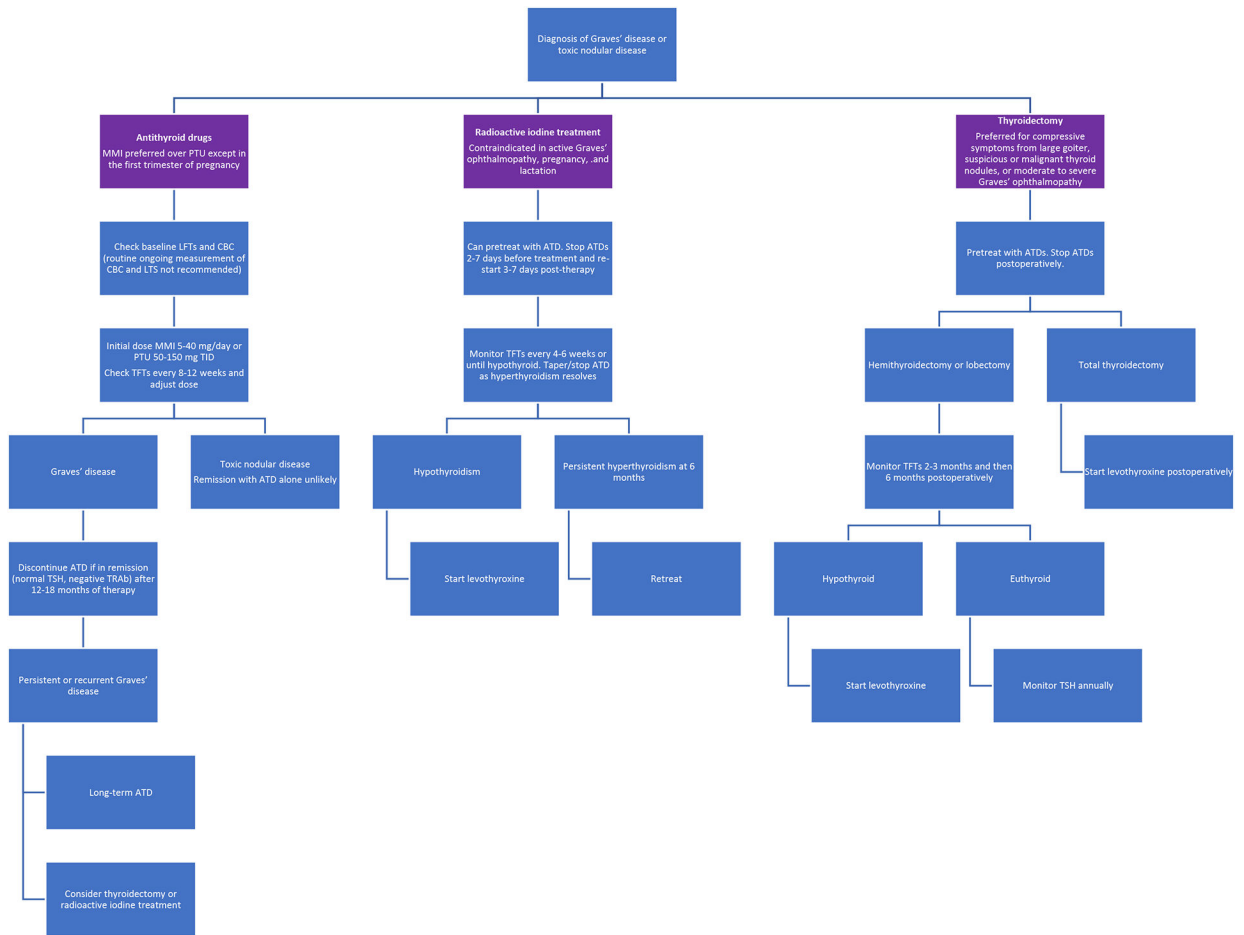 Diagnosis of Graves' disease or
toxic nodular disease
Antithyroid drugs
MMI preferred over PTU except in
the first trimester of pregnancy
Check baseline LFTs and CBC
(routine ongoing measurement of
CBC and LTS not recommended)
Initial dose MMI 5-40 mg/day or
PTU 50-150 mg TID
Check TFTs every 8-12 weeks and
adjust dose
Graves' disease
Discontinue ATD if in remission
(normal TSH, negative TRAb) after
12-18 months of therapy
Persistent or recurrent Graves'
disease
Long-term ATD
Consider thyroidectomy or
radioactive iodine treatment
Toxic nodular disease
Remission with ATD alone unlikely
Radioactive iodine treatment
Contraindicated in active Graves'
ophthalmopathy, pregnancy, .and
lactation
Can pretreat with ATD. Stop ATDs
2-7 days before treatment and re-
start 3-7 days post-therapy
Monitor TFTs every 4-6 weeks or
until hypothyroid. Taper/stop ATD
as hyperthyroidism resolves
Hypothyroidism
Start levothyroxine
Persistent hyperthyroidism at 6
months
Retreat
Thyroidectomy
Preferred for compressive
symptoms from large goiter,
suspicious or malignant thyroid
nodules, or moderate to severe
Graves' ophthalmopathy
Pretreat with ATDs. Stop ATDs
postoperatively.
Hemithyroidectomy or lobectomy
Monitor TFTs 2-3 months and then
6 months postoperatively
Hypothyroid
Start levothyroxine
Euthyroid
Monitor TSH annually
Total thyroidectomy
Start levothyroxine postoperatively